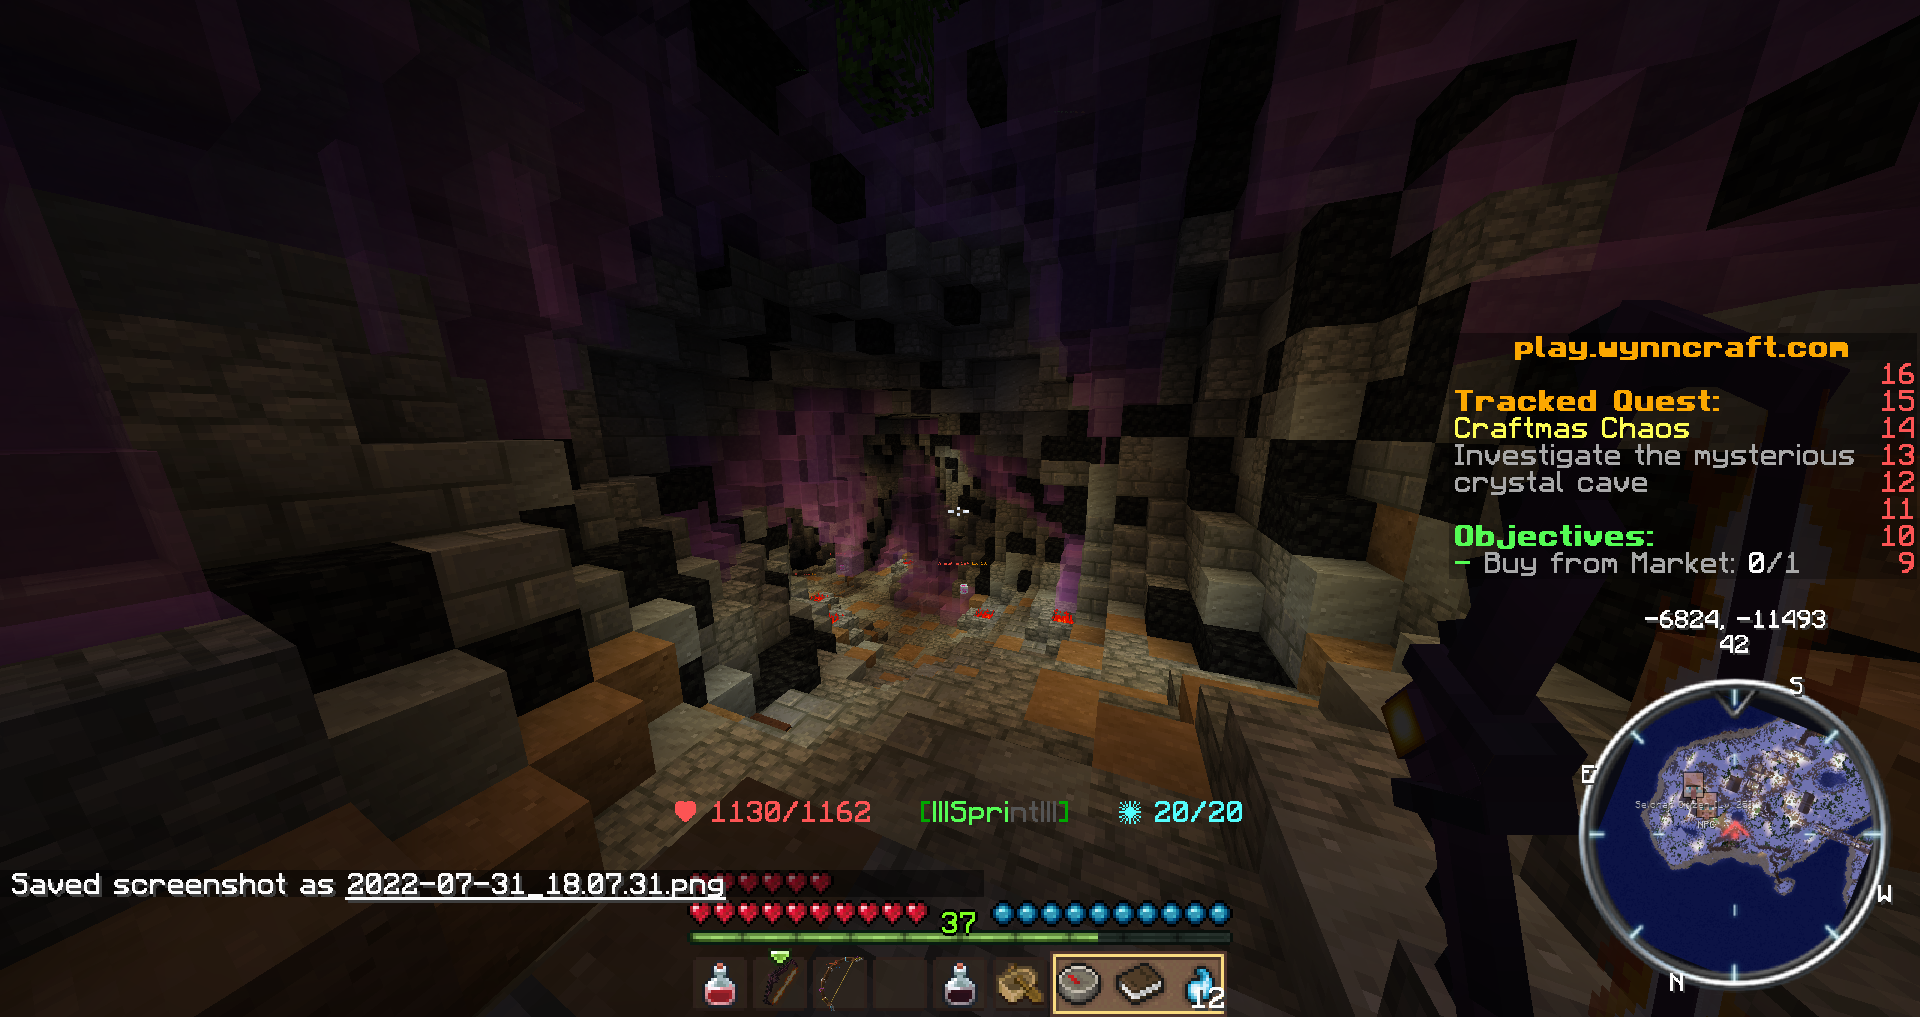 play.wynncraft.com
16
Tracked Quest: 15
Craftmas Chaos 14
Investigate the mysterious 13
crystal cave 12
11
Objectives: 10
- Buy from Market: 0/1 9
-6824, -11493
42
S
E
NPC
W
N
1130/1162 [|||Sprint|||] 20/20
Saved screenshot as 2022-07-31_18.07.31.png
37
12